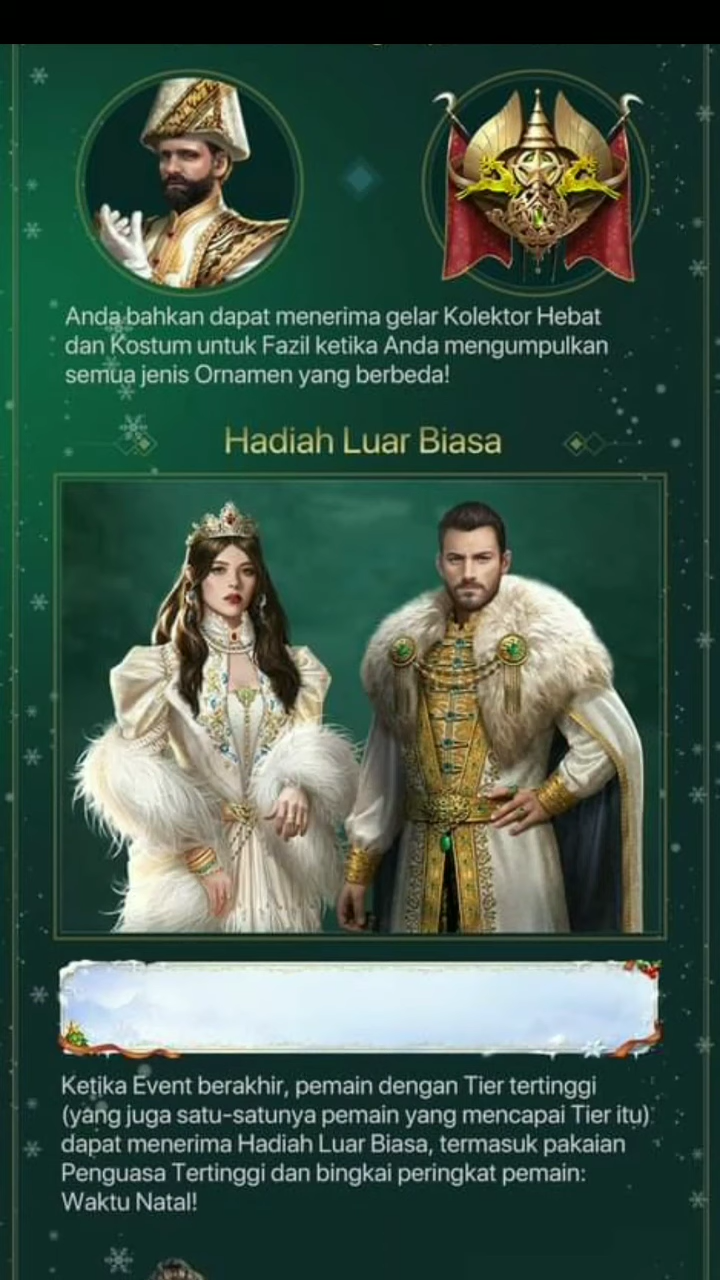 Anda bahkan dapat menerima gelar Kolektor Hebat
dan Kostum untuk Fazil ketika Anda mengumpulkan
semua jenis Ornamen yang berbeda!
Hadiah Luar Biasa
Ketika Event berakhir, pemain dengan Tier tertinggi
(yang juga satu-satunya pemain yang mencapai Tier itu)
dapat menerima Hadiah Luar Biasa, termasuk pakaian
Penguasa Tertinggi dan bingkai peringkat pemain:
Waktu Natal!